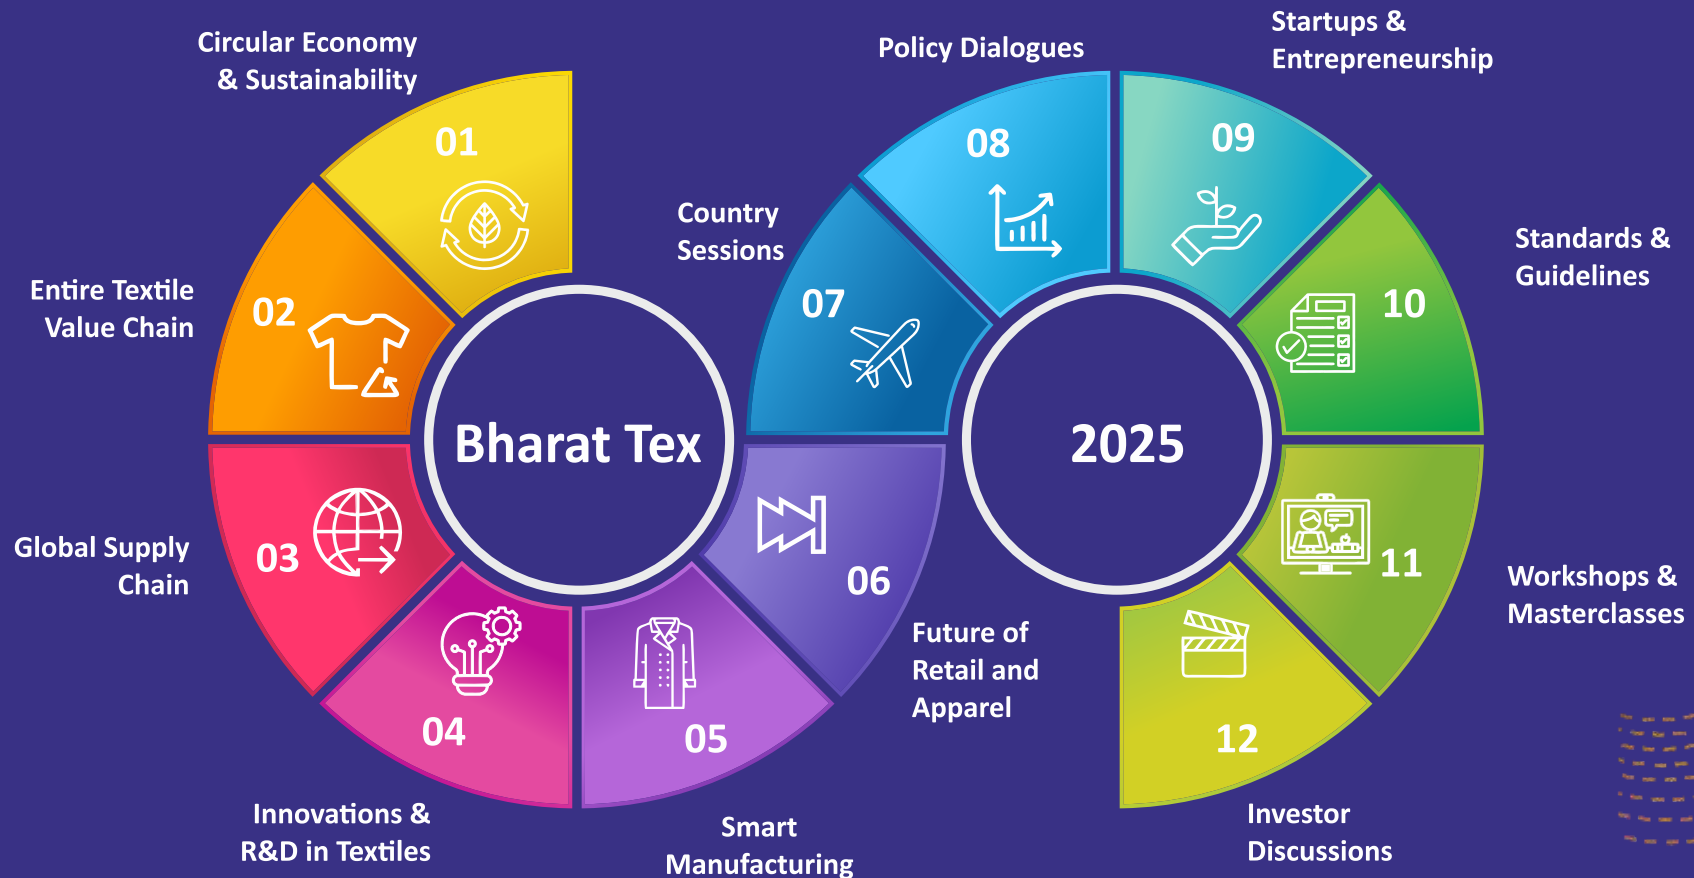 Circular Economy
& Sustainability
01
Entire Textile
Value Chain
02
Global Supply
Chain
03
04
Innovations &
R&D in Textiles
05
Smart
Manufacturing
06
Future of
Retail and
Apparel
Bharat Tex
Country
Sessions
07
Policy Dialogues
08
Startups &
Entrepreneurship
09
Standards &
Guidelines
10
11
Workshops &
Masterclasses
12
Investor
Discussions
2025